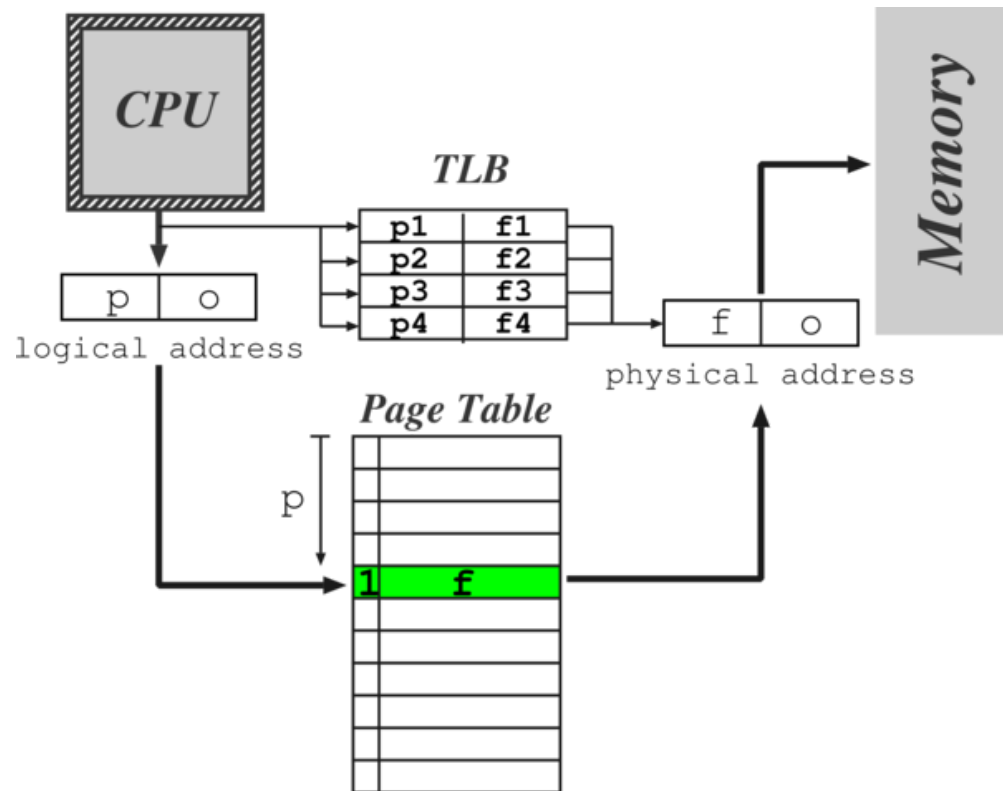 CPU
Memory
TLB
p1 f1
p2 f2
p3 f3
p4 f4
p o
logical address
f o
physical address
Page Table
p
1 f